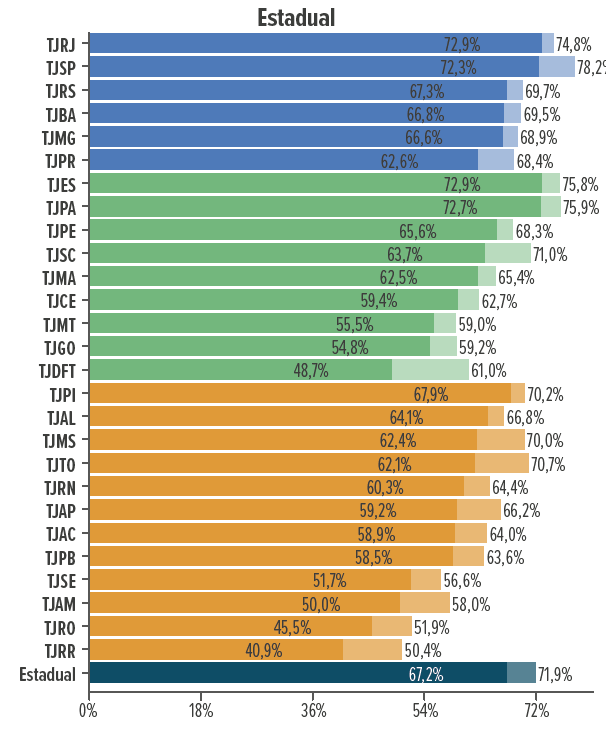 Estadual
TJRJ 72,9% 74,8%
TJSP 72,3% 78,2%
TJRS 67,3% 69,7%
TJBA 66,8% 69,5%
TJMG 66,6% 68,9%
TJPR 62,6% 68,4%
TJES 72,9% 75,8%
TJPA 72,7% 75,9%
TJPE 65,6% 68,3%
TJSC 63,7% 71,0%
TJMA 62,5% 65,4%
TJCE 59,4% 62,7%
TJMT 55,5% 59,0%
TJGO 54,8% 59,2%
TJDFT 48,7% 61,0%
TJPI 67,9% 70,2%
TJAL 64,1% 66,8%
TJMS 62,4% 70,0%
TJTO 62,1% 70,7%
TJRN 60,3% 64,4%
TJAP 59,2% 66,2%
TJAC 58,9% 64,0%
TJPB 58,5% 63,6%
TJSE 51,7% 56,6%
TJAM 50,0% 58,0%
TJRO 45,5% 51,9%
TJRR 40,9% 50,4%
Estadual 67,2% 71,9%
0% 18% 36% 54% 72%